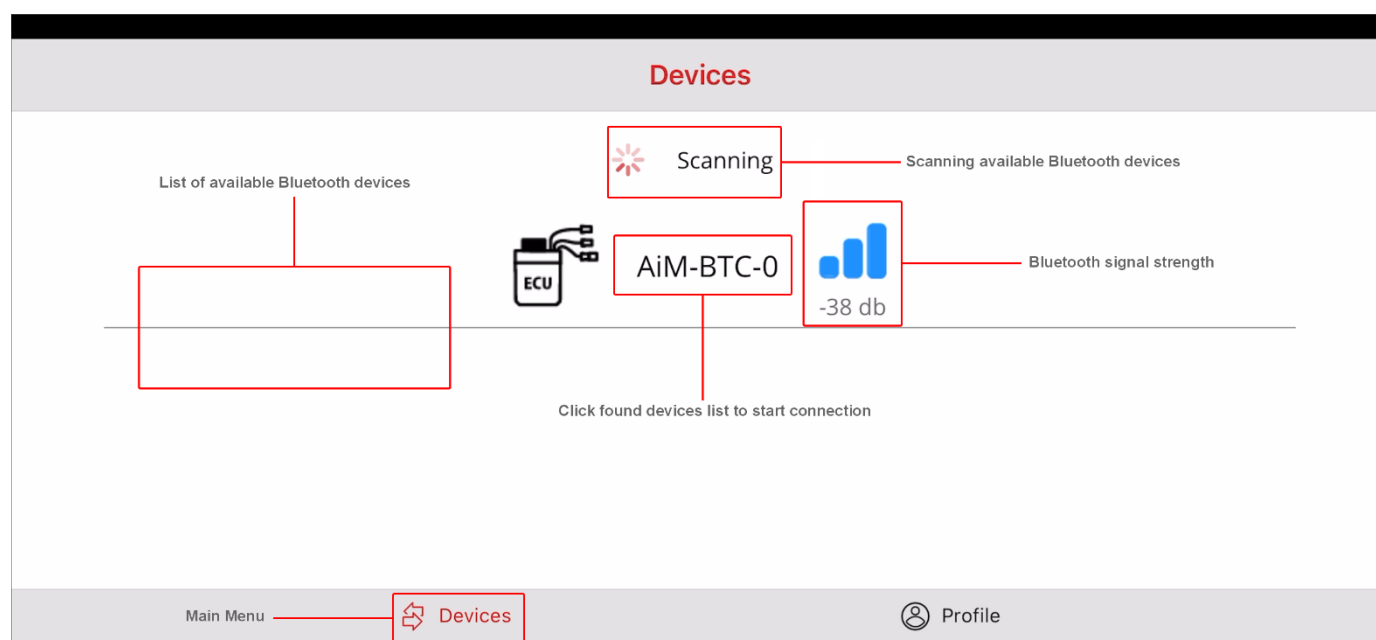 Devices
Scanning
Scanning available Bluetooth devices
List of available Bluetooth devices
ECU
AiM-BTC-0
Bluetooth signal strength
-38 db
Click found devices list to start connection
Main Menu
Devices
Profile